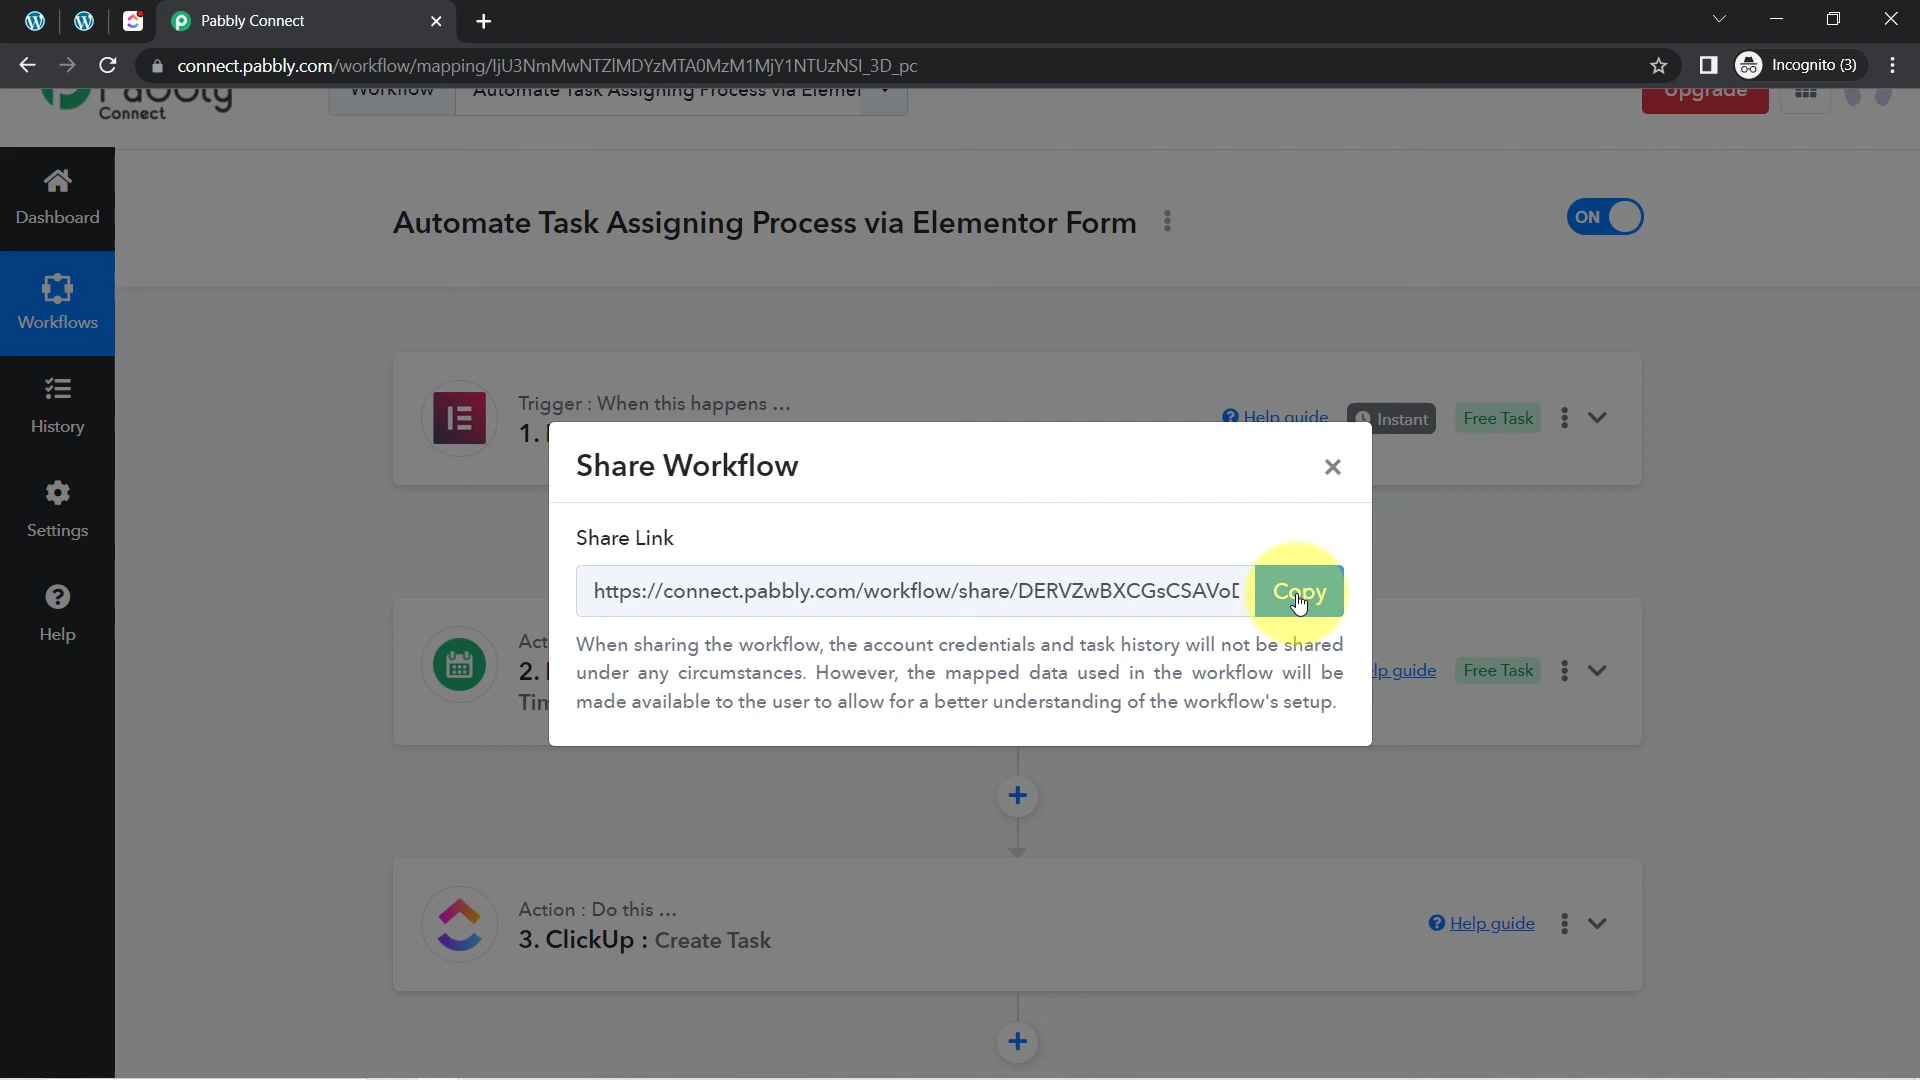 Pabbly Connect
connect.pabbly.com/workflow/mapping/IjU3NmMwNTZlMDYzMTA0MzM1MjY1NTUzNSI_3D_pc
Incognito (3)
Pabbly
Connect
Workflow
Automate Task Assigning Process via Elemen
Upgrade
Dashboard
Workflows
History
Settings
Help
Automate Task Assigning Process via Elementor Form
ON
Trigger : When this happens ...
1.
Help guide
Instant
Free Task
Share Workflow
Share Link
https://connect.pabbly.com/workflow/share/DERVZwBXCGsCSAVoD
Copy
When sharing the workflow, the account credentials and task history will not be shared
under any circumstances. However, the mapped data used in the workflow will be
made available to the user to allow for a better understanding of the workflow's setup.
Act
2.
Tim
lp guide
Free Task
Action : Do this ...
3. ClickUp : Create Task
Help guide